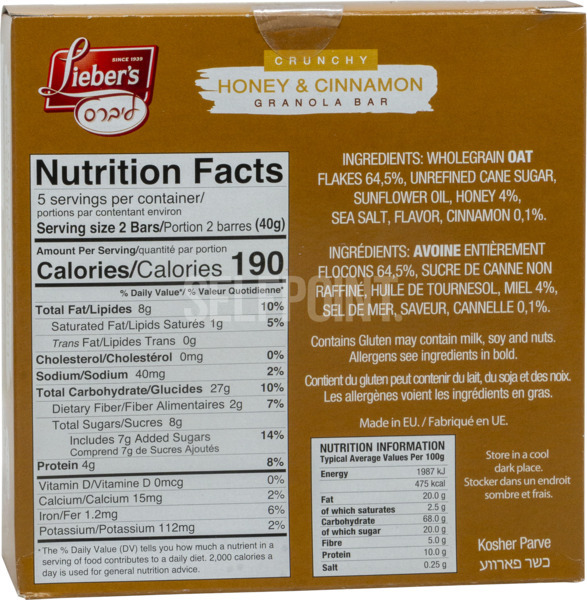 SINCE 1939
Lieber's
ליבר'ס
CRUNCHY
HONEY & CINNAMON
GRANOLA BAR
Nutrition Facts
5 servings per container/
portions par contentant environ
Serving size 2 Bars/Portion 2 barres (40g)
Amount Per Serving/quantité par portion
Calories/Calories 190
% Daily Value*/ % Valeur Quotidienne*
Total Fat/Lipides 8g 10%
Saturated Fat/Lipids Saturés 1g 5%
Trans Fat/Lipides Trans 0g
Cholesterol/Cholestérol 0mg 0%
Sodium/Sodium 40mg 2%
Total Carbohydrate/Glucides 27g 10%
Dietary Fiber/Fiber Alimentaires 2g 7%
Total Sugars/Sucres 8g
Includes 7g Added Sugars 14%
Comprend 7g de Sucres Ajoutés
Protein 4g 8%
Vitamin D/Vitamine D 0mcg 0%
Calcium/Calcium 15mg 2%
Iron/Fer 1.2mg 6%
Potassium/Potassium 112mg 2%
*The % Daily Value (DV) tells you how much a nutrient in a
serving of food contributes to a daily diet. 2,000 calories a
day is used for general nutrition advice.
INGREDIENTS: WHOLEGRAIN OAT
FLAKES 64,5%, UNREFINED CANE SUGAR,
SUNFLOWER OIL, HONEY 4%,
SEA SALT, FLAVOR, CINNAMON 0,1%.
INGRÉDIENTS: AVOINE ENTIÈREMENT
FLOCONS 64,5%, SUCRE DE CANNE NON
RAFFINÉ, HUILE DE TOURNESOL, MIEL 4%,
SEL DE MER, SAVEUR, CANNELLE 0,1%.
Contains Gluten may contain milk, soy and nuts.
Allergens see ingredients in bold.
Contient du gluten peut contenir du lait, du soja et des noix.
Les allergènes voient les ingrédients en gras.
Made in EU. / Fabriqué en UE.
NUTRITION INFORMATION
Typical Average Values Per 100g
Energy 1987 kJ
475 kcal
Fat 20.0 g
of which saturates 2.5 g
Carbohydrate 68.0 g
of which sugar 20.0 g
Fibre 5.0 g
Protein 10.0 g
Salt 0.25 g
Store in a cool
dark place.
Stocker dans un endroit
sombre et frais.
Kosher Parve
כשר פארווע
SELLPOINT.